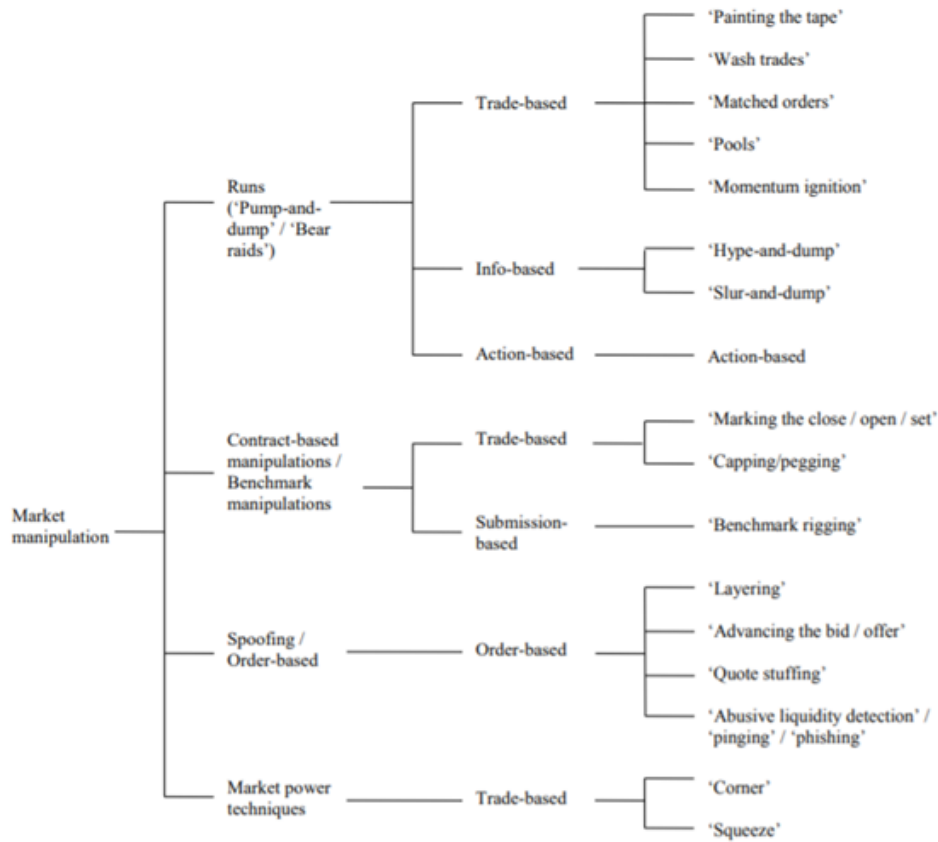 ‘Painting the tape’
‘Wash trades’
Trade-based
‘Matched orders’
‘Pools’
‘Momentum ignition’
Runs
(‘Pump-and-
dump’ / ‘Bear
raids’)
‘Hype-and-dump’
Info-based
‘Slur-and-dump’
Action-based
Action-based
‘Marking the close / open / set’
Contract-based
manipulations /
Benchmark
manipulations
Trade-based
‘Capping/pegging’
Submission-
based
‘Benchmark rigging’
Market
manipulation
‘Layering’
Spoofing /
Order-based
Order-based
‘Advancing the bid / offer’
‘Quote stuffing’
‘Abusive liquidity detection’ /
‘pinging’ / ‘phishing’
Market power
techniques
Trade-based
‘Corner’
‘Squeeze’